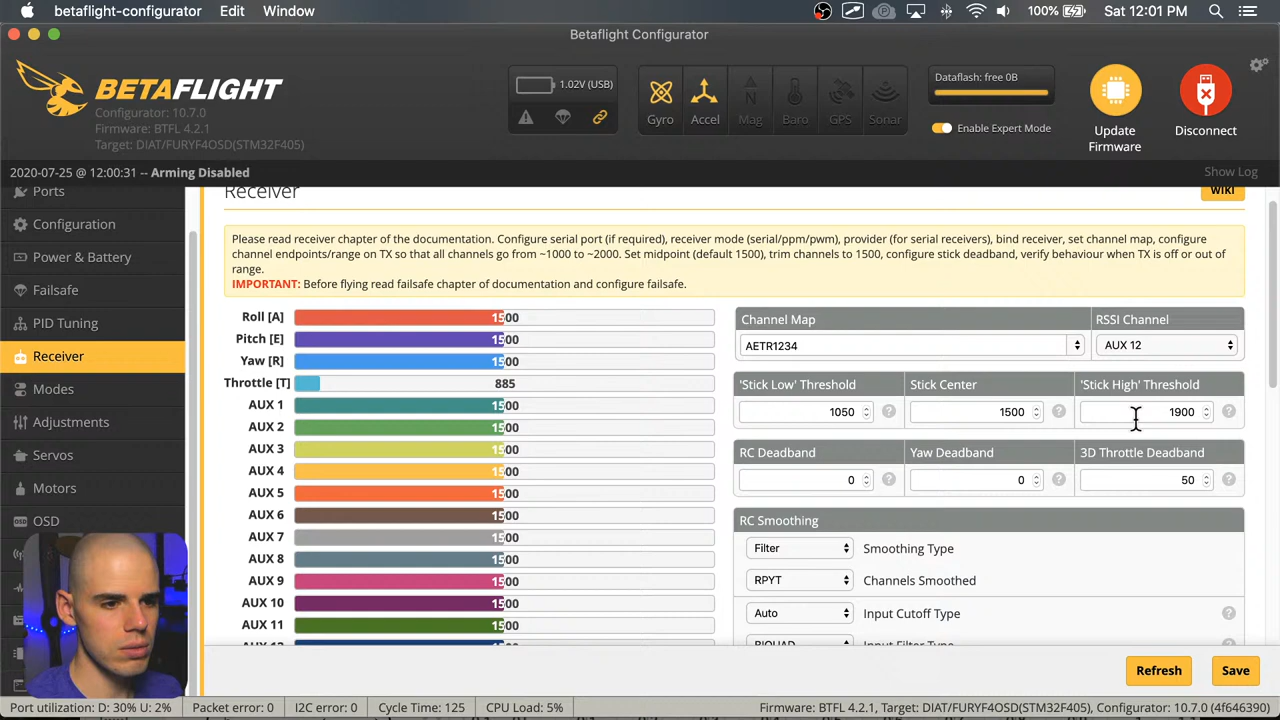 betaflight-configurator Edit Window 100% Sat 12:01 PM
Betaflight Configurator
BETAFLIGHT
Configurator: 10.7.0
Firmware: BTFL 4.2.1
Target: DIAT/FURYF4OSD(STM32F405)
1.02V (USB)
Gyro Accel Mag Baro GPS Sonar
Dataflash: free 0B
Enable Expert Mode
Update Firmware
Disconnect
2020-07-25 @ 12:00:31 -- Arming Disabled
Show Log
Ports
Configuration
Power & Battery
Failsafe
PID Tuning
Receiver
Modes
Adjustments
Servos
Motors
OSD
Receiver
WIKI
Please read receiver chapter of the documentation. Configure serial port (if required), receiver mode (serial/ppm/pwm), provider (for serial receivers), bind receiver, set channel map, configure
channel endpoints/range on TX so that all channels go from ~1000 to ~2000. Set midpoint (default 1500), trim channels to 1500, configure stick deadband, verify behaviour when TX is off or out of
range.
IMPORTANT: Before flying read failsafe chapter of documentation and configure failsafe.
Roll [A] 1500
Pitch [E] 1500
Yaw [R] 1500
Throttle [T] 885
AUX 1 1500
AUX 2 1500
AUX 3 1500
AUX 4 1500
AUX 5 1500
AUX 6 1500
AUX 7 1500
AUX 8 1500
AUX 9 1500
AUX 10 1500
AUX 11 1500
Channel Map RSSI Channel
AETR1234 AUX 12
'Stick Low' Threshold Stick Center 'Stick High' Threshold
1050 1500 1900
RC Deadband Yaw Deadband 3D Throttle Deadband
0 0 50
RC Smoothing
Filter Smoothing Type
RPYT Channels Smoothed
Auto Input Cutoff Type
BIQUAD Input Filter Type
Refresh Save
Port utilization: D: 30% U: 2% Packet error: 0 I2C error: 0 Cycle Time: 125 CPU Load: 5% Firmware: BTFL 4.2.1, Target: DIAT/FURYF4OSD(STM32F405), Configurator: 10.7.0 (4f646390)